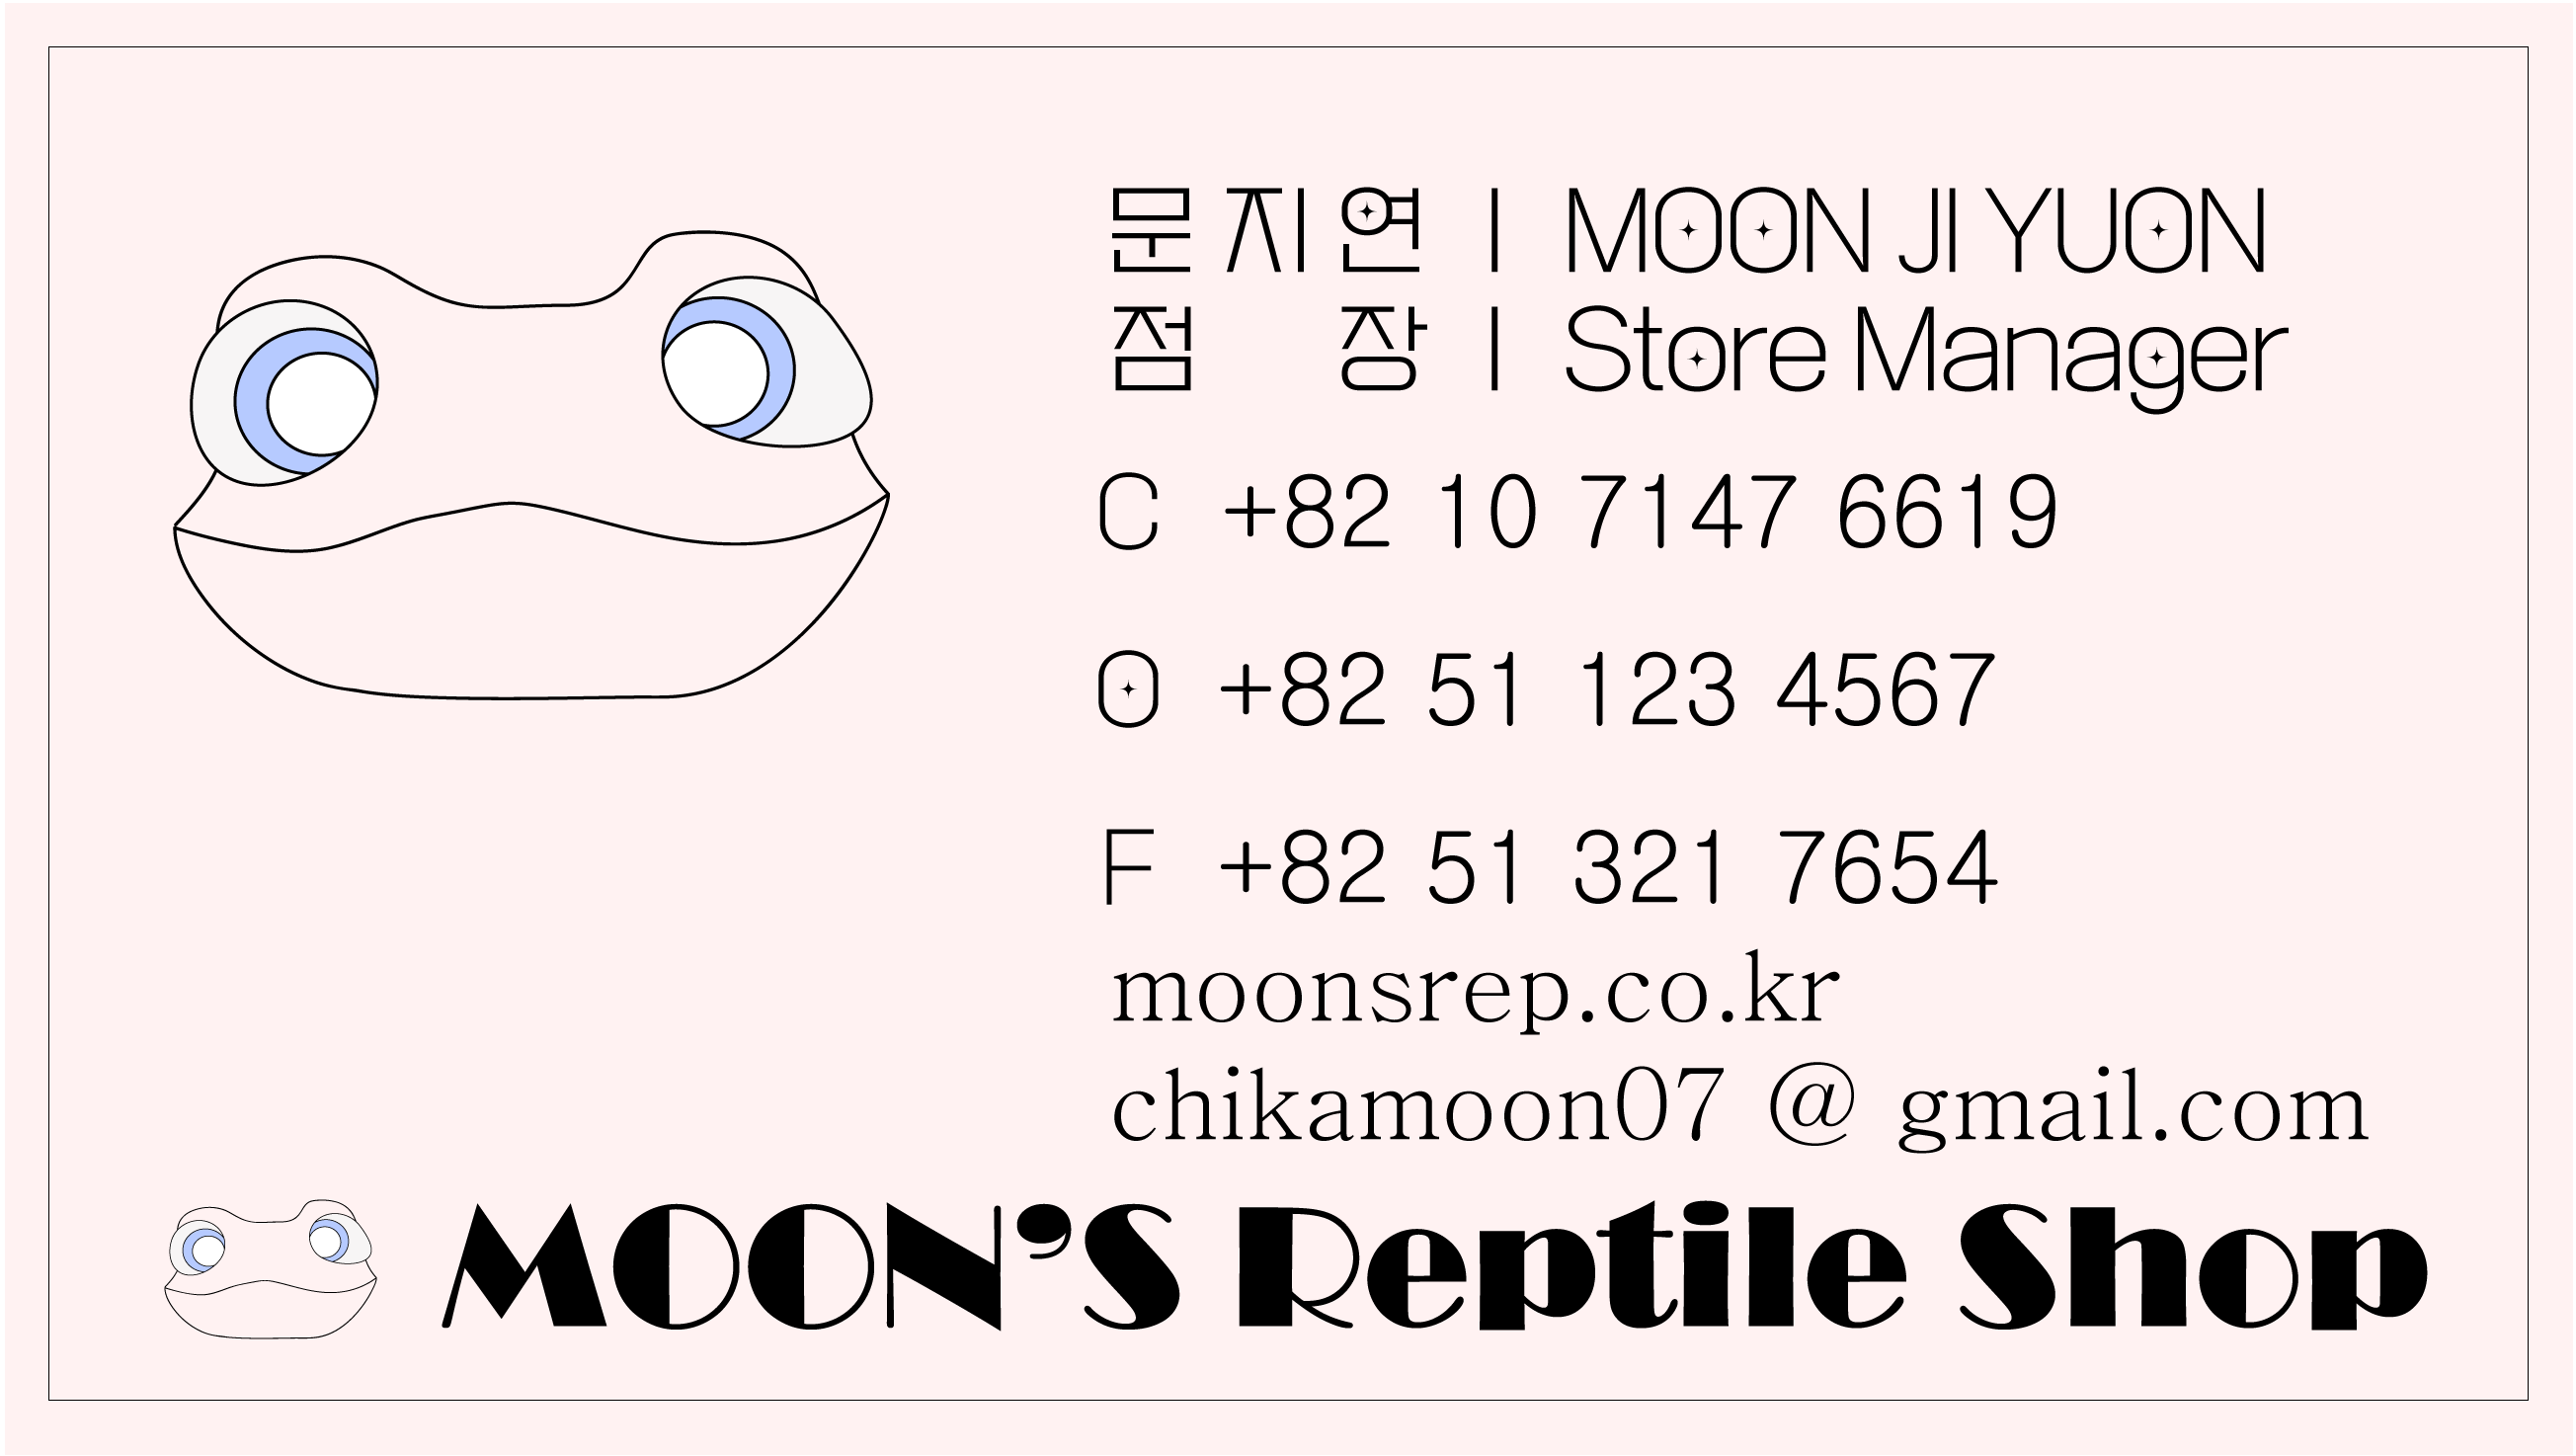 문지연 | MOON JI YUON
점 장 | Store Manager
C +82 10 7147 6619
O +82 51 123 4567
F +82 51 321 7654
moonsrep.co.kr
chikamoon07 @ gmail.com
MOON'S Reptile Shop